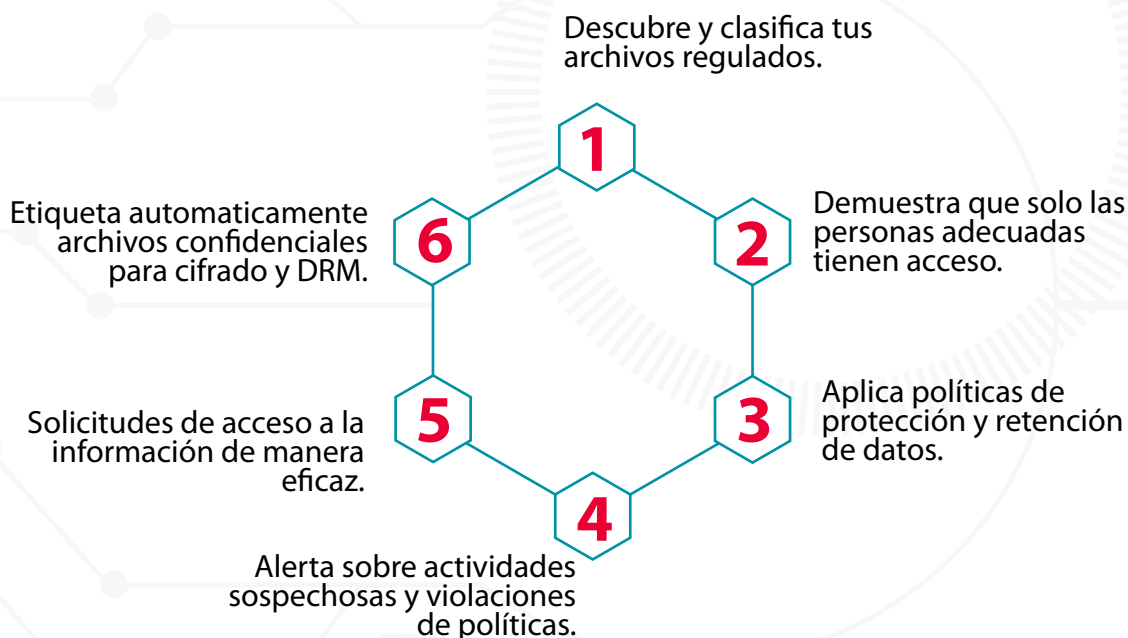 Descubre y clasifica tus
archivos regulados.
1
Demuestra que solo las
personas adecuadas
tienen acceso.
2
Aplica políticas de
protección y retención
de datos.
3
4
Alerta sobre actividades
sospechosas y violaciones
de políticas.
5
Solicitudes de acceso a la
información de manera
eficaz.
6
Etiqueta automaticamente
archivos confidenciales
para cifrado y DRM.